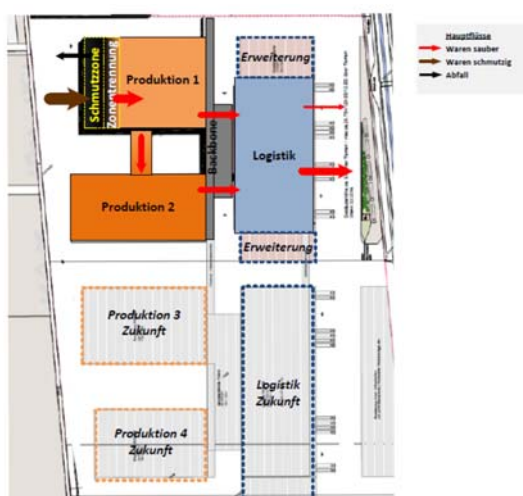 Hauptflüsse
Waren sauber
Waren schmutzig
Abfall
Erweiterung
Schmutzzone
Zonentrennung
Produktion 1
Backbone
Logistik
Produktion 2
Erweiterung
Produktion 3
Zukunft
Logistik
Zukunft
Produktion 4
Zukunft